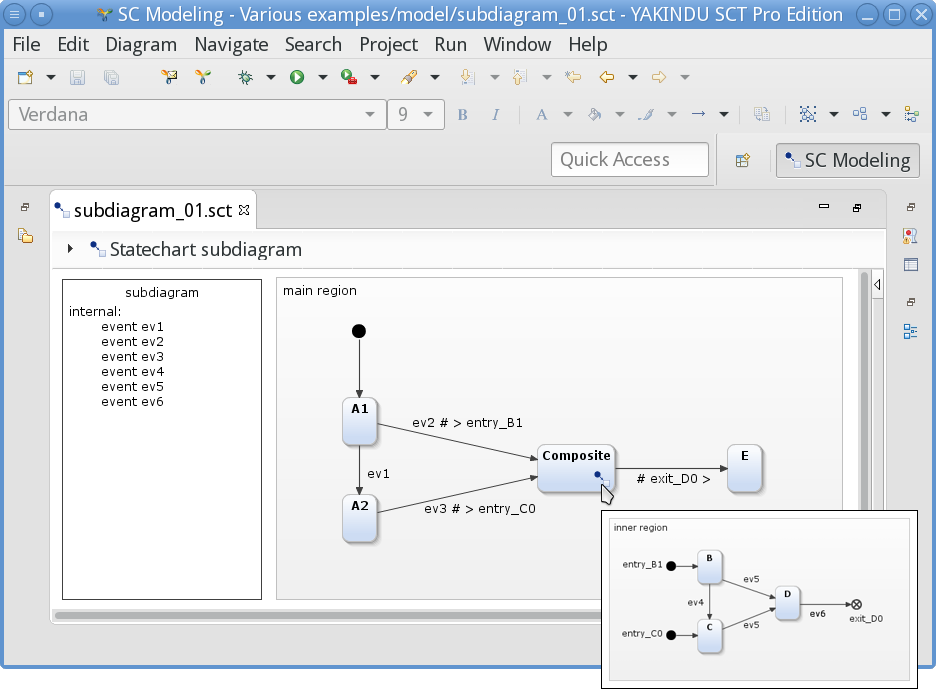 SC Modeling - Various examples/model/subdiagram_01.sct - YAKINDU SCT Pro Edition
File Edit Diagram Navigate Search Project Run Window Help
Verdana 9 B I A
Quick Access SC Modeling
subdiagram_01.sct
Statechart subdiagram
subdiagram
internal:
event ev1
event ev2
event ev3
event ev4
event ev5
event ev6
main region
A1
ev2 # > entry_B1
ev1
Composite
E
# exit_D0 >
A2
ev3 # > entry_C0
inner region
entry_B1
B
ev5
ev4
D
ev6
exit_D0
entry_C0
C
ev5